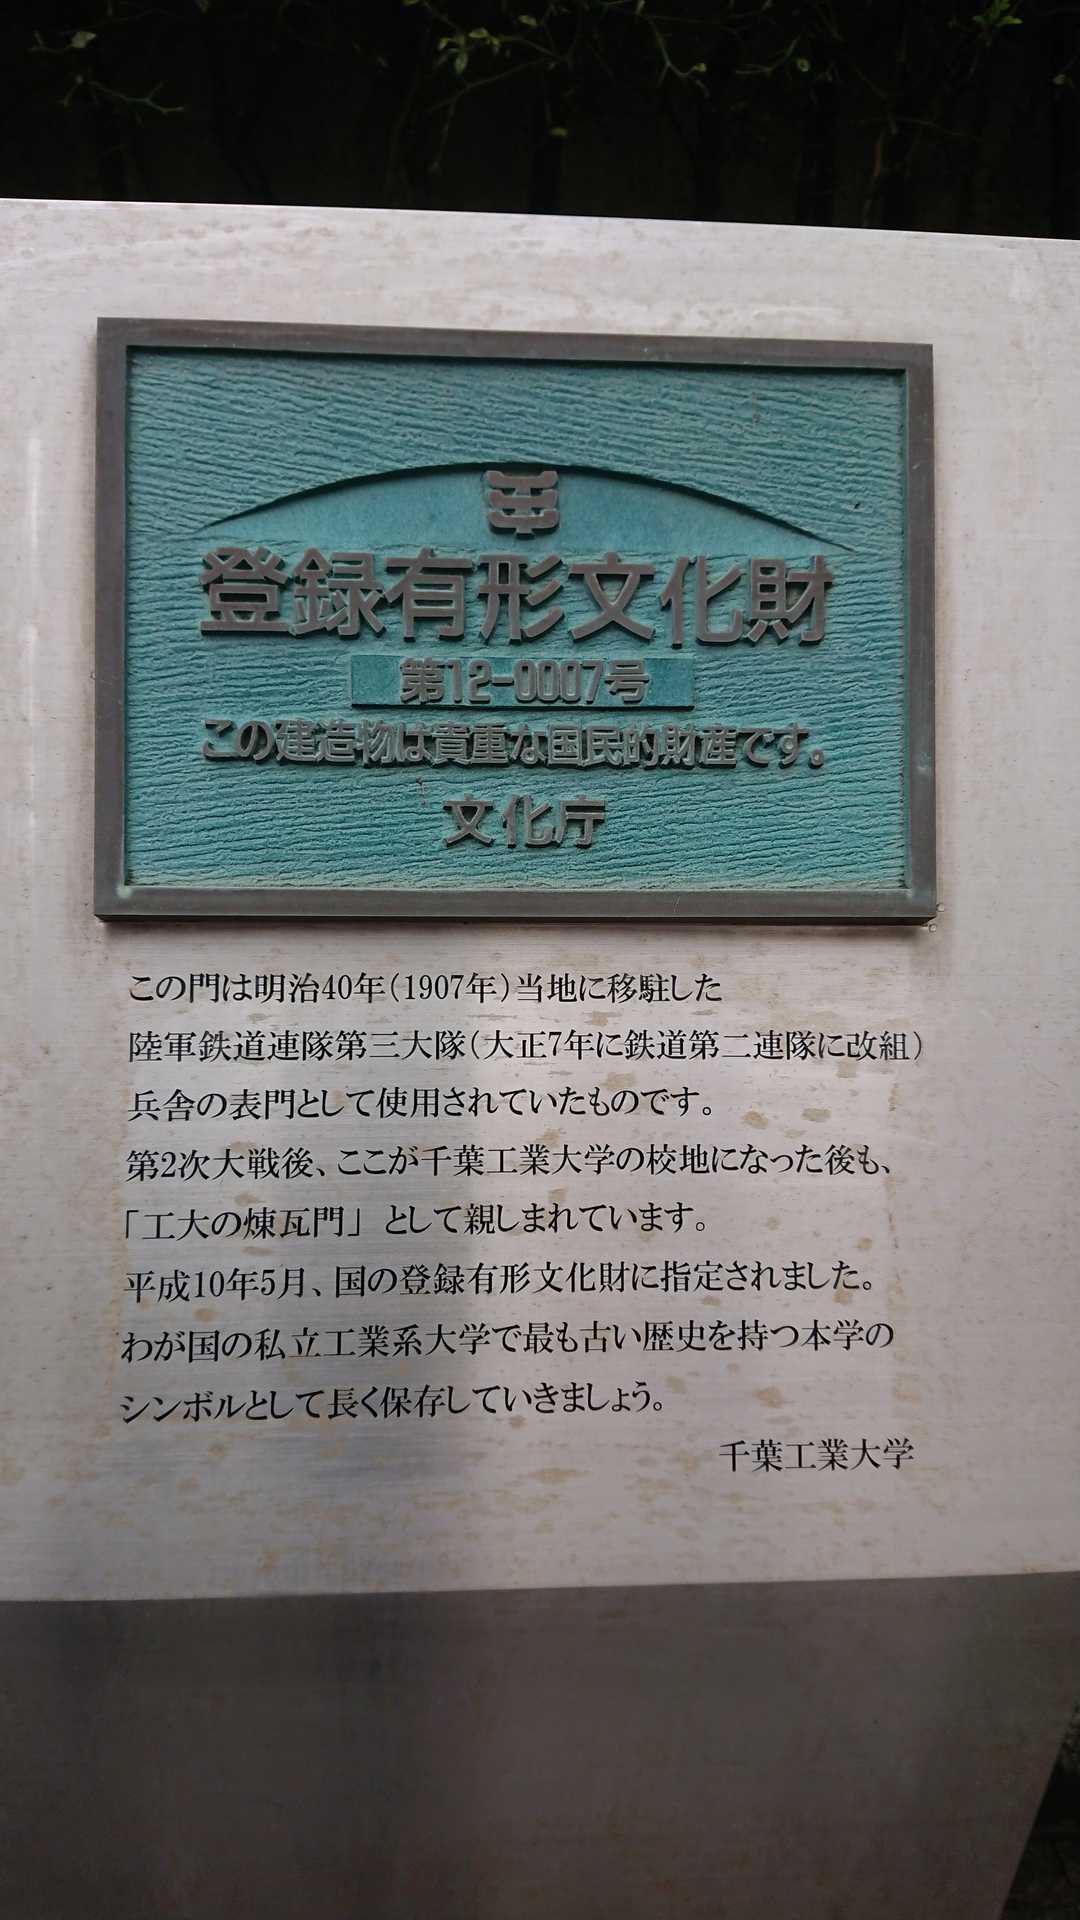 登録有形文化財
第12-0007号
この建造物は貴重な国民的財産です。
文化庁
この門は明治40年(1907年)当地に移駐した
陸軍鉄道連隊第三大隊(大正7年に鉄道第二連隊に改組)
兵舎の表門として使用されていたものです。
第2次大戦後、ここが千葉工業大学の校地になった後も、
「工大の煉瓦門」として親しまれています。
平成10年5月、国の登録有形文化財に指定されました。
わが国の私立工業系大学で最も古い歴史を持つ本学の
シンボルとして長く保存していきましょう。
千葉工業大学